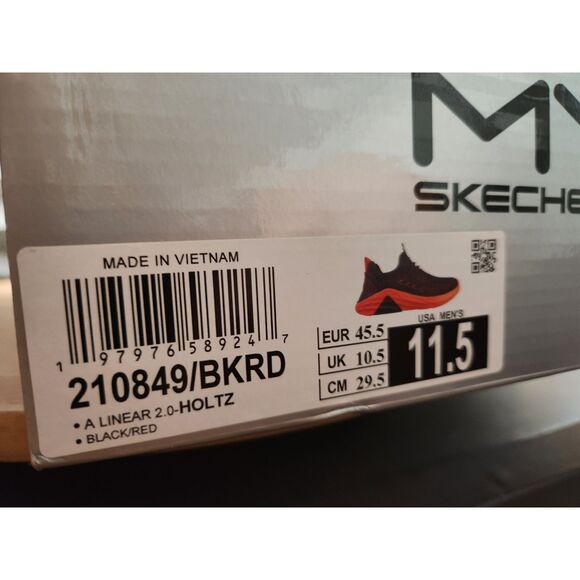 MV
SKECHE
MADE IN VIETNAM
1 97976 58924 7
210849/BKRD
• A LINEAR 2.0-HOLTZ
• BLACK/RED
USA MEN'S
EUR 45.5
UK 10.5
CM 29.5
11.5